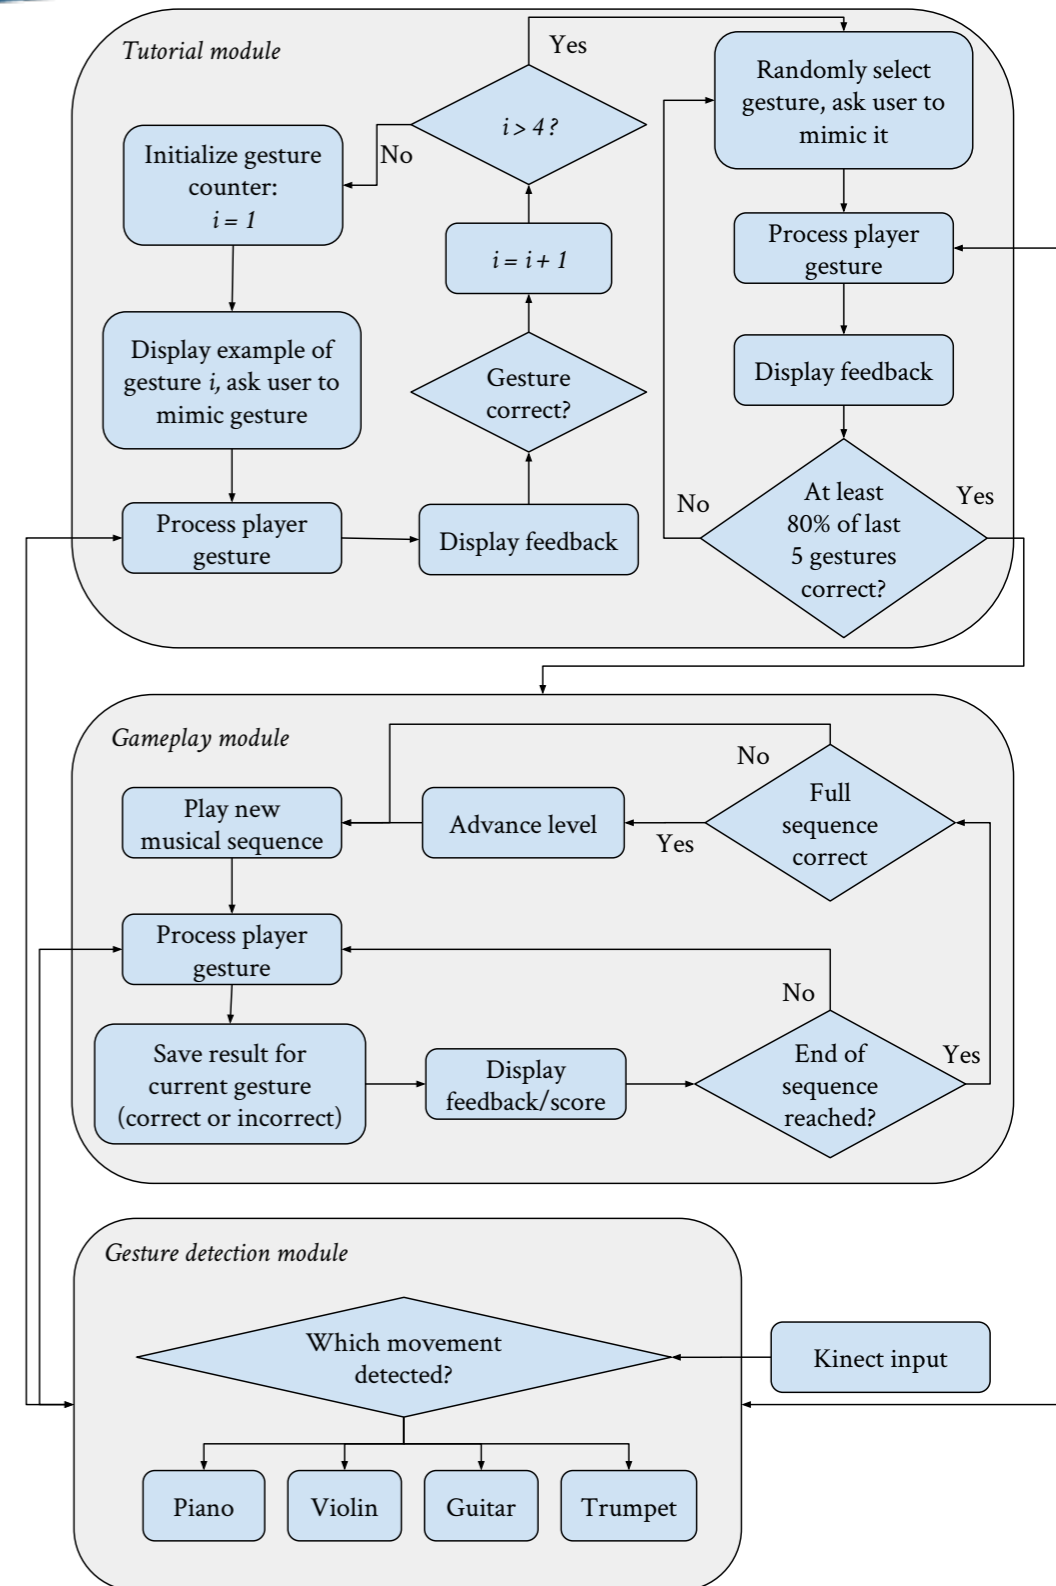 Tutorial module
Yes
i > 4 ?
No
Initialize gesture
counter:
i = 1
i = i + 1
Display example of
gesture i, ask user to
mimic gesture
Gesture
correct?
Process player
gesture
Display feedback
Randomly select
gesture, ask user to
mimic it
Process player
gesture
Display feedback
No
At least
80% of last
5 gestures
correct?
Yes
Gameplay module
No
Play new
musical sequence
Advance level
Yes
Full
sequence
correct
Process player
gesture
No
Save result for
current gesture
(correct or incorrect)
Display
feedback/score
End of
sequence
reached?
Yes
Gesture detection module
Which movement
detected?
Kinect input
Piano
Violin
Guitar
Trumpet